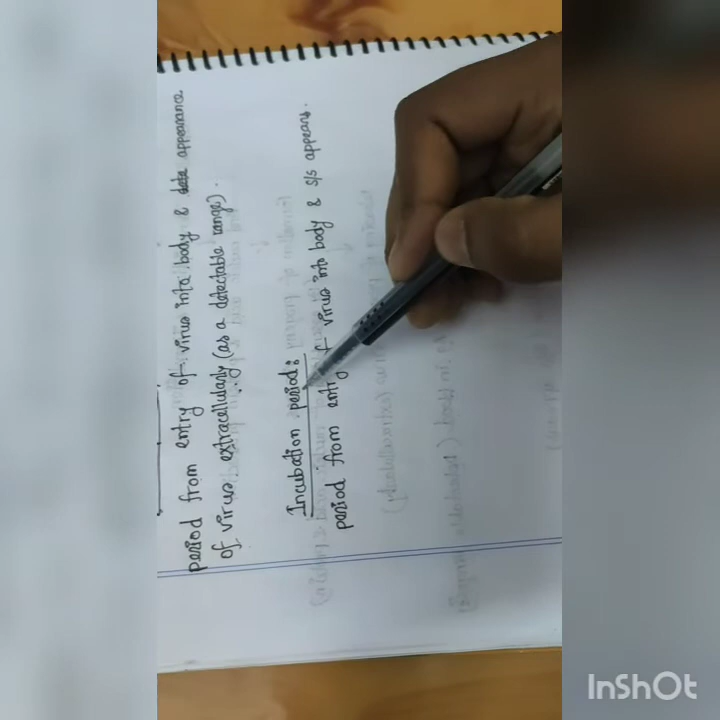 period from entry of virus into body & appearance
of virus extracellularly (as a detectable range).
Incubation period:
period from entry of virus into body & s/s appears.
InShOt